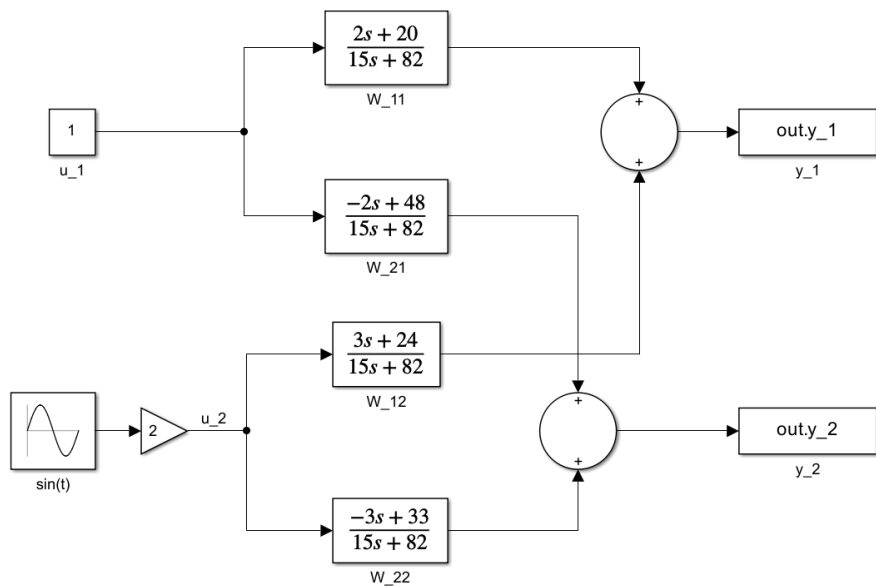 2s + 20
15s + 82
W_11
1
u_1
+
+
out.y_1
y_1
−2s + 48
15s + 82
W_21
3s + 24
15s + 82
W_12
sin(t)
2
u_2
+
+
out.y_2
y_2
−3s + 33
15s + 82
W_22